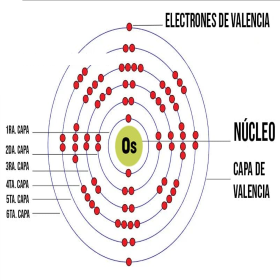 ELECTRONES DE VALENCIA
Os
NÚCLEO
CAPA DE
VALENCIA
1RA. CAPA
2DA. CAPA
3RA. CAPA
4TA. CAPA
5TA. CAPA
6TA. CAPA